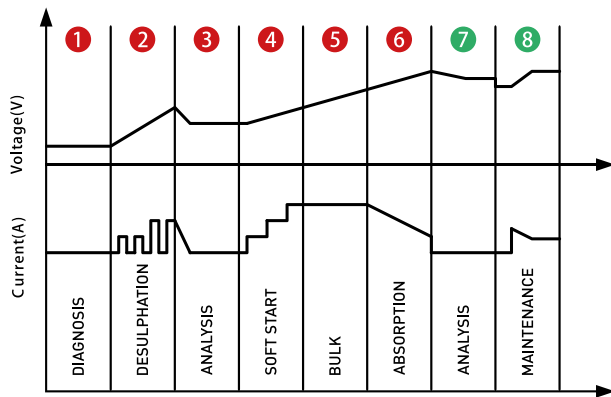 1 2 3 4 5 6 7 8
Voltage(V)
Current(A)
DIAGNOSIS
DESULPHATION
ANALYSIS
SOFT START
BULK
ABSORPTION
ANALYSIS
MAINTENANCE